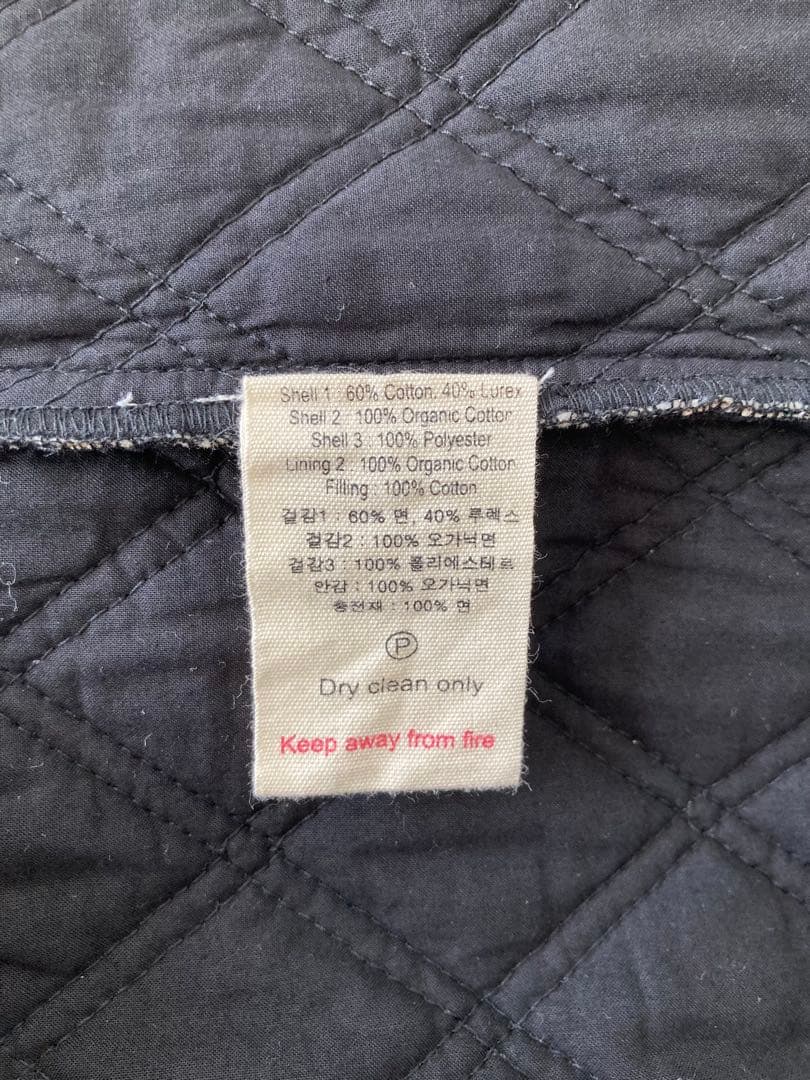 Shell 1 : 60% Cotton, 40% Lurex
Shell 2 : 100% Organic Cotton
Shell 3 : 100% Polyester
Lining 2 : 100% Organic Cotton
Filling : 100% Cotton
겉감1 : 60% 면, 40% 루렉스
겉감2 : 100% 오가닉면
겉감3 : 100% 폴리에스테르
안감 : 100% 오가닉면
충전재 : 100% 면
P
Dry clean only
Keep away from fire